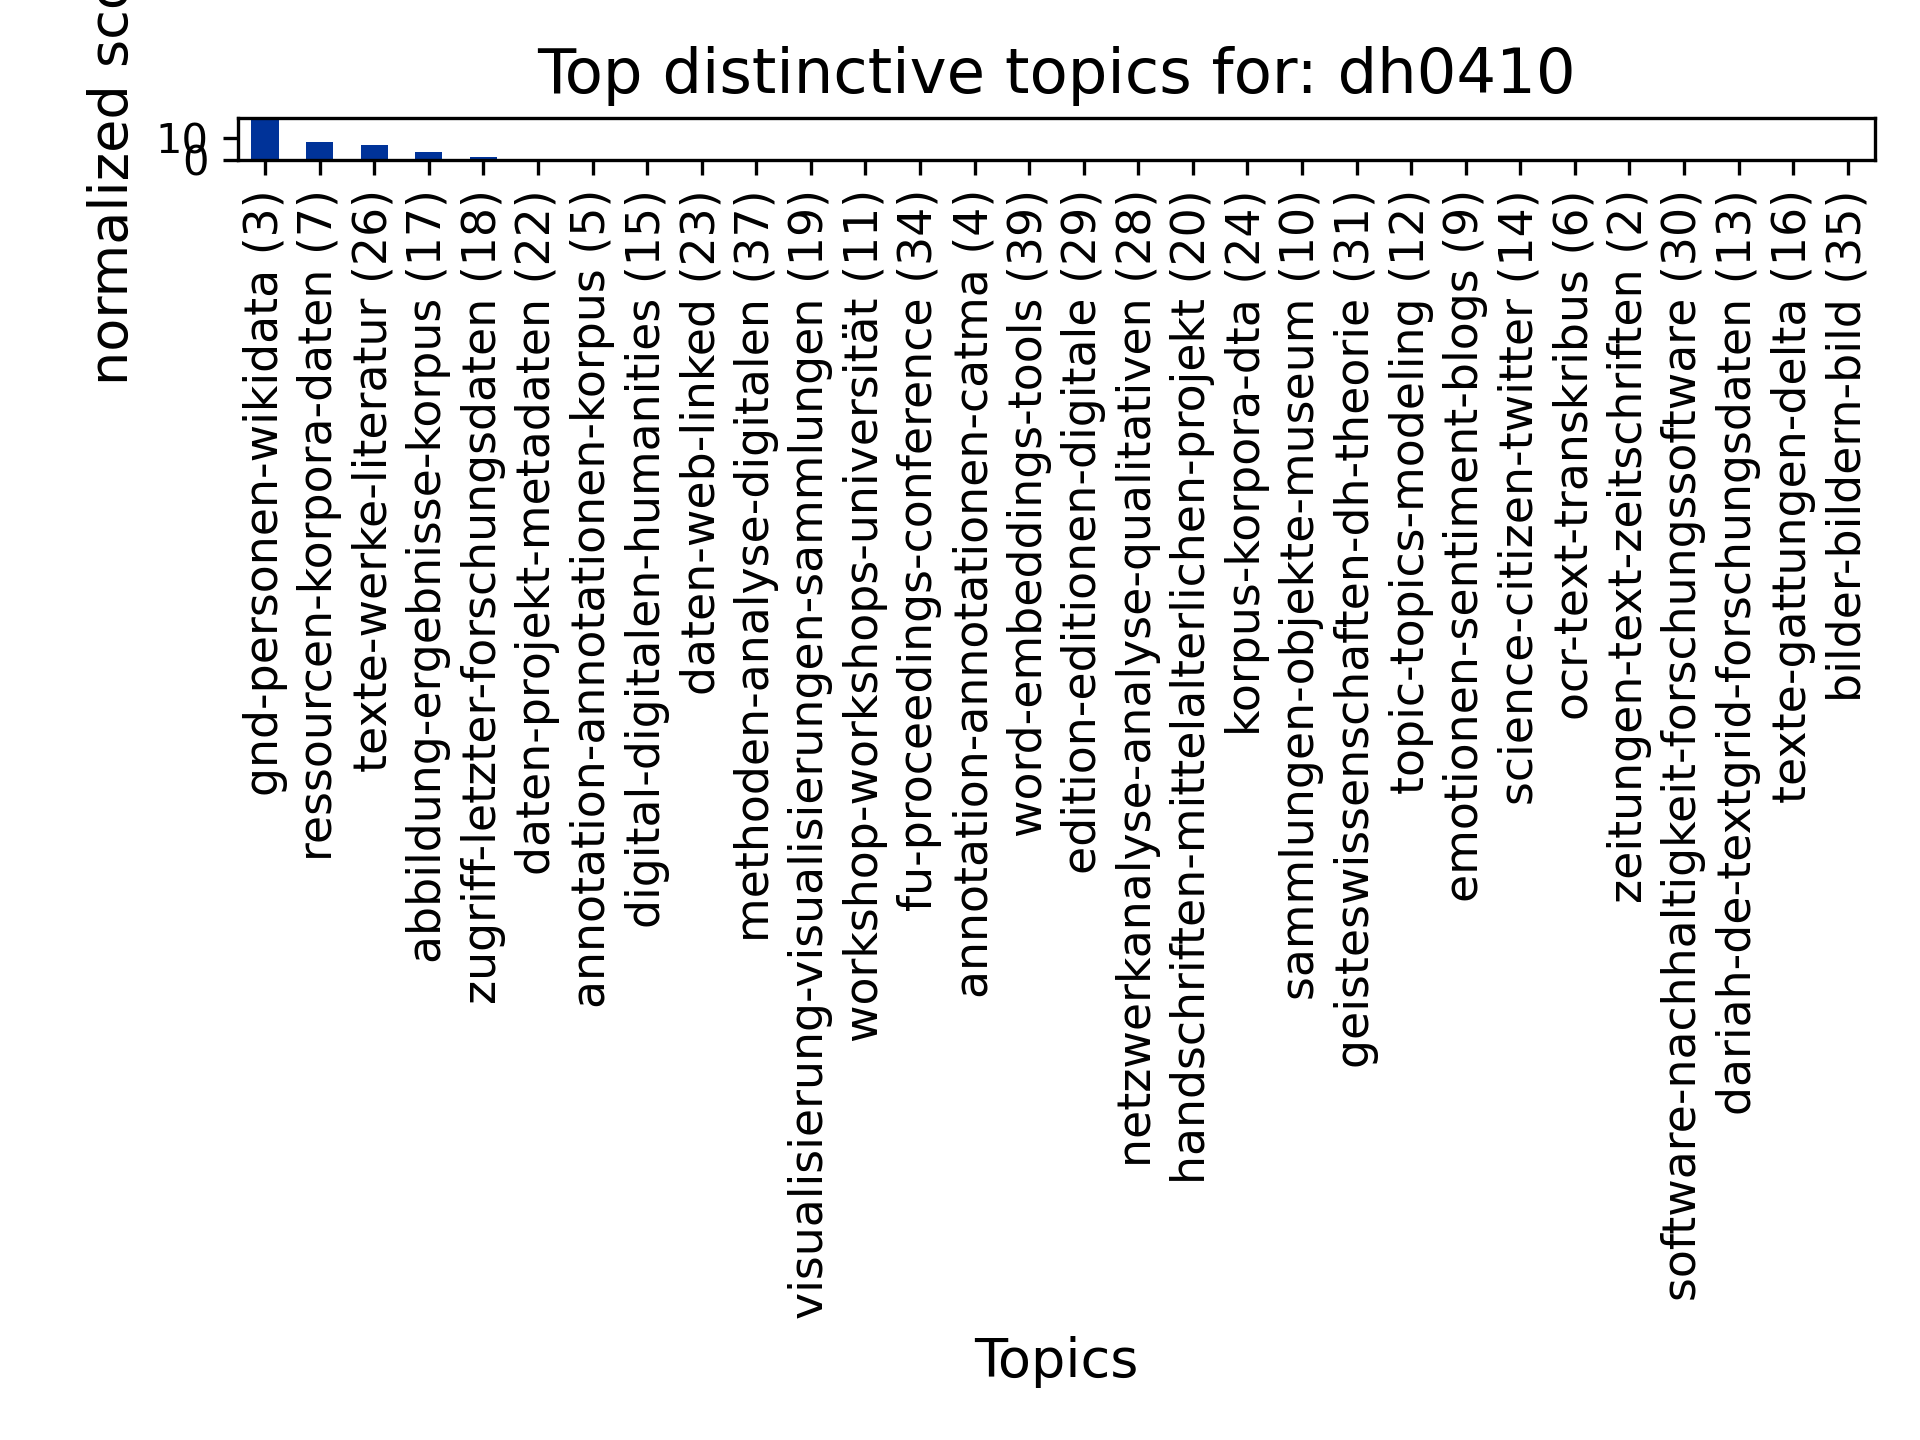 Top distinctive topics for: dh0410
normalized sco
10
0
gnd-personen-wikidata (3)
ressourcen-korpora-daten (7)
texte-werke-literatur (26)
abbildung-ergebnisse-korpus (17)
zugriff-letzter-forschungsdaten (18)
daten-projekt-metadaten (22)
annotation-annotationen-korpus (5)
digital-digitalen-humanities (15)
daten-web-linked (23)
methoden-analyse-digitalen (37)
visualisierung-visualisierungen-sammlungen (19)
workshop-workshops-universität (11)
fu-proceedings-conference (34)
annotation-annotationen-catma (4)
word-embeddings-tools (39)
edition-editionen-digitale (29)
netzwerkanalyse-analyse-qualitativen (28)
handschriften-mittelalterlichen-projekt (20)
korpus-korpora-dta (24)
sammlungen-objekte-museum (10)
geisteswissenschaften-dh-theorie (31)
topic-topics-modeling (12)
emotionen-sentiment-blogs (9)
science-citizen-twitter (14)
ocr-text-transkribus (6)
zeitungen-text-zeitschriften (2)
software-nachhaltigkeit-forschungssoftware (30)
dariah-de-textgrid-forschungsdaten (13)
texte-gattungen-delta (16)
bilder-bildern-bild (35)
Topics